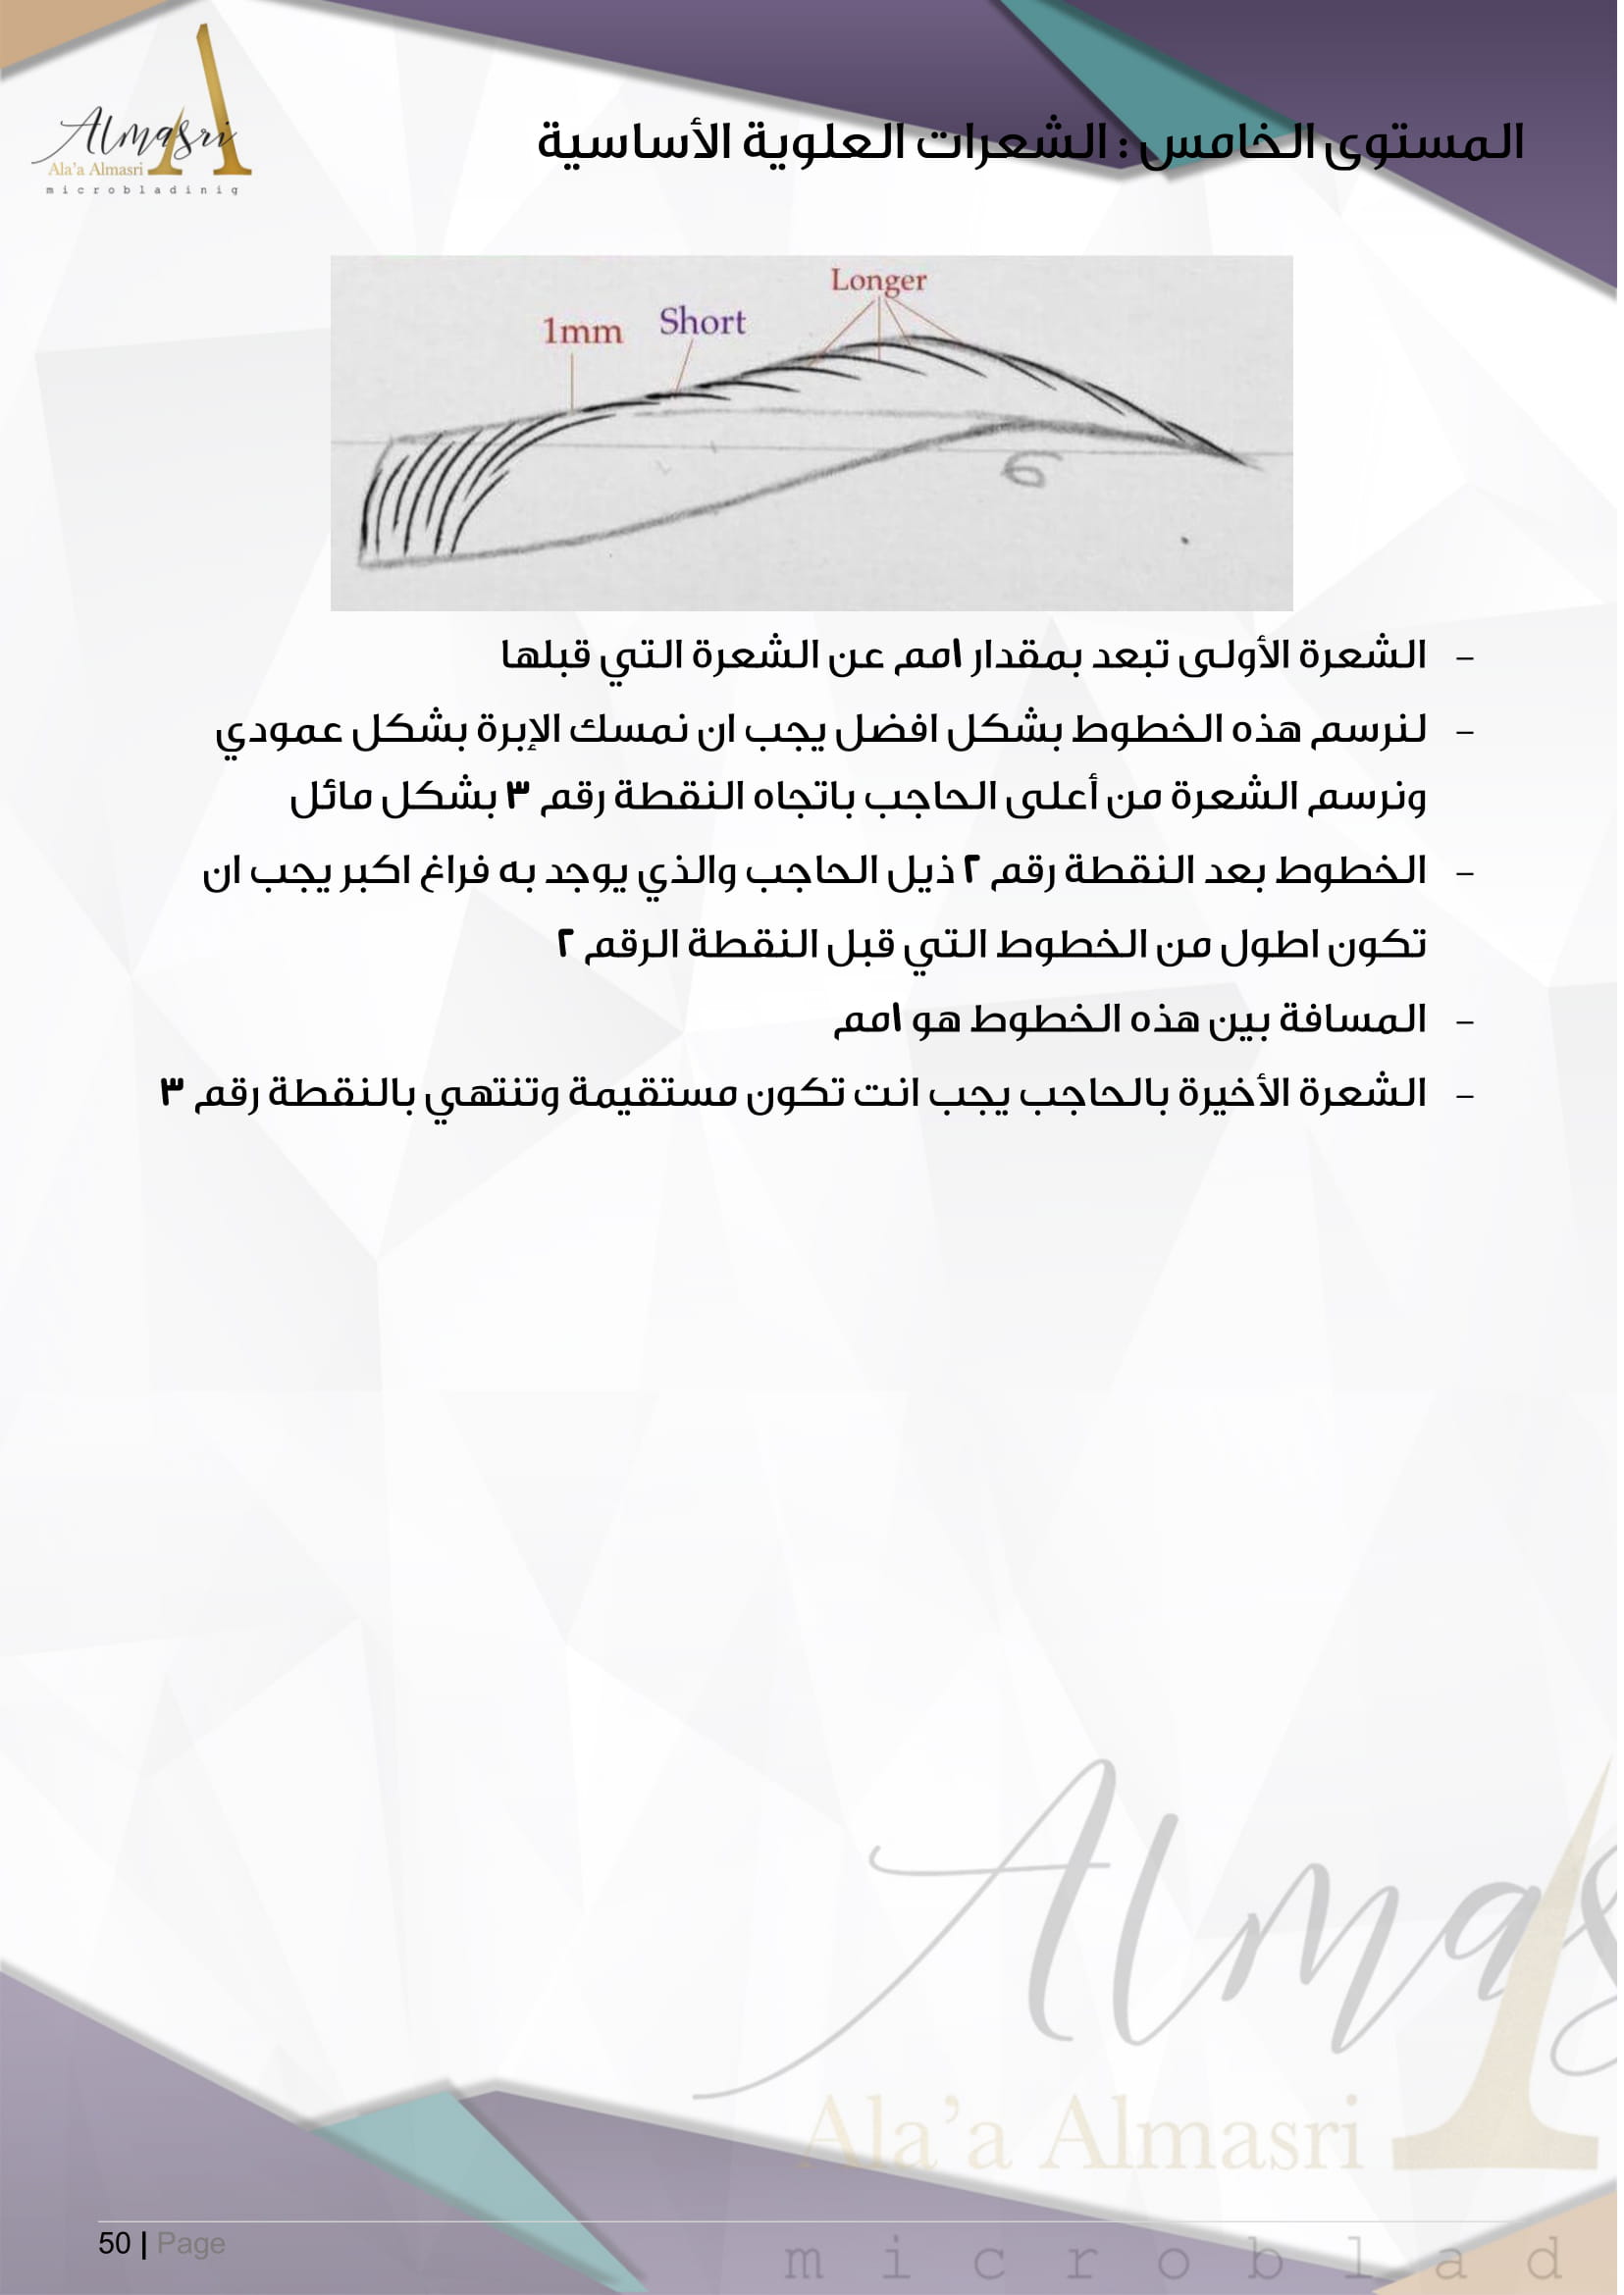 Almasri
Ala'a Almasri
microbladinig
المستوى الخامس : الشعرات العلوية الأساسية
Longer
1mm Short
6
- الشعرة الأولى تبعد بمقدار ١مم عن الشعرة التي قبلها
- لنرسم هذه الخطوط بشكل افضل يجب ان نمسك الإبرة بشكل عمودي
ونرسم الشعرة من أعلى الحاجب باتجاه النقطة رقم ٣ بشكل مائل
- الخطوط بعد النقطة رقم ٢ ذيل الحاجب والذي يوجد به فراغ اكبر يجب ان
تكون اطول من الخطوط التي قبل النقطة الرقم ٢
- المسافة بين هذه الخطوط هو ١مم
- الشعرة الأخيرة بالحاجب يجب انت تكون مستقيمة وتنتهي بالنقطة رقم ٣
Almas
Ala'a Almasri
microblad
50 | Page